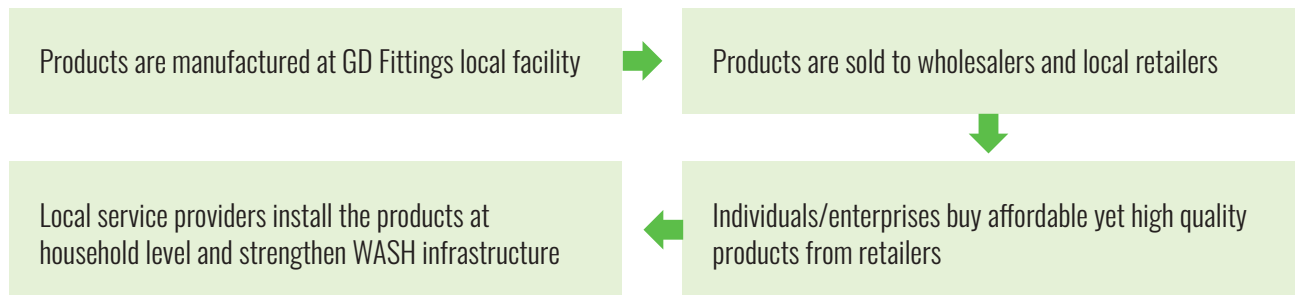 Products are manufactured at GD Fittings local facility
Products are sold to wholesalers and local retailers
Individuals/enterprises buy affordable yet high quality
products from retailers
Local service providers install the products at
household level and strengthen WASH infrastructure